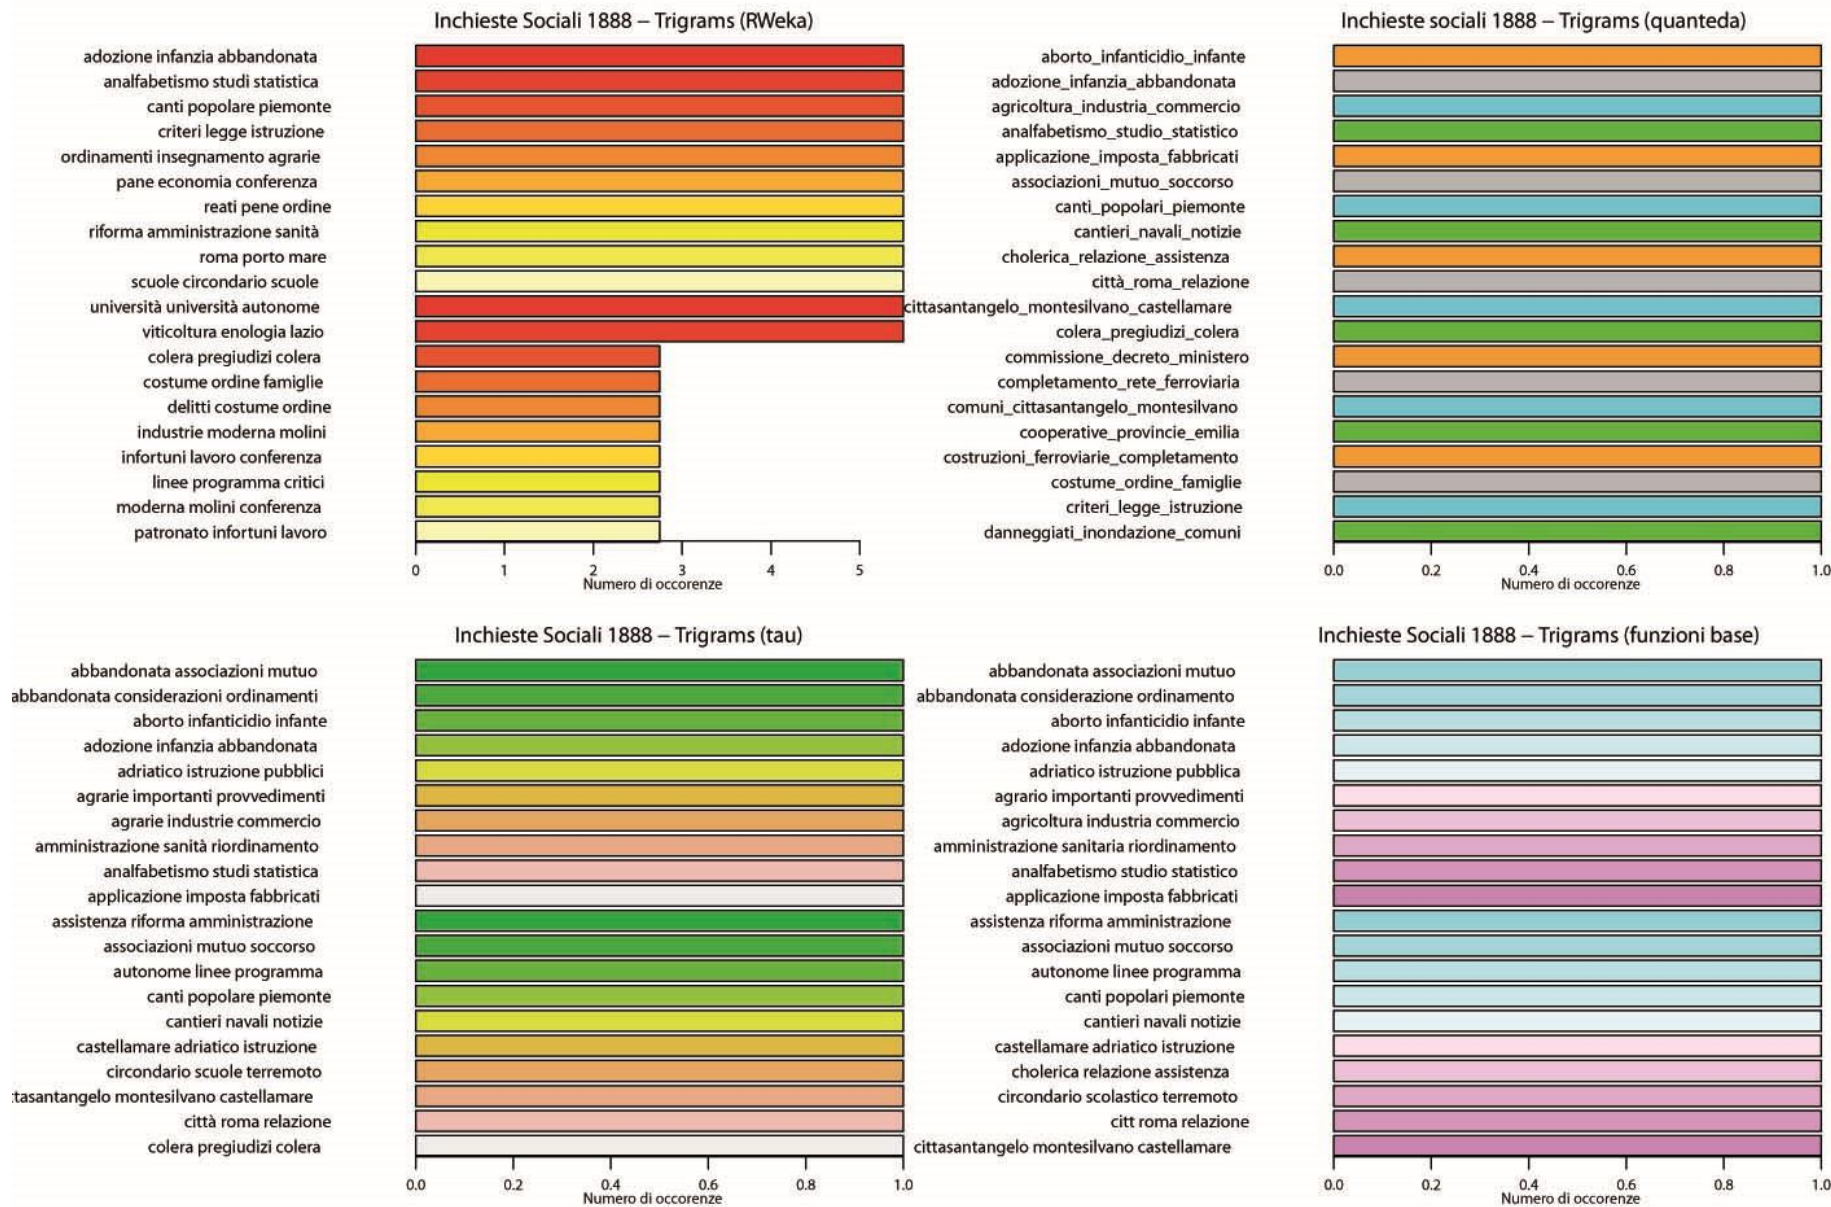 Inchieste Sociali 1888 – Trigrams (RWeka)
adozione infanzia abbandonata
analfabetismo studi statistica
canti popolare piemonte
criteri legge istruzione
ordinamenti insegnamento agrarie
pane economia conferenza
reati pene ordine
riforma amministrazione sanità
roma porto mare
scuole circondario scuole
università università autonome
viticoltura enologia lazio
colera pregiudizi colera
costume ordine famiglie
delitti costume ordine
industrie moderna molini
infortuni lavoro conferenza
linee programma critici
moderna molini conferenza
patronato infortuni lavoro
0 1 2 3 4 5
Numero di occorenze
Inchieste sociali 1888 – Trigrams (quanteda)
aborto_infanticidio_infante
adozione_infanzia_abbandonata
agricoltura_industria_commercio
analfabetismo_studio_statistico
applicazione_imposta_fabbricati
associazioni_mutuo_soccorso
canti_popolari_piemonte
cantieri_navali_notizie
cholerica_relazione_assistenza
città_roma_relazione
cittasantangelo_montesilvano_castellamare
colera_pregiudizi_colera
commissione_decreto_ministero
completamento_rete_ferroviaria
comuni_cittasantangelo_montesilvano
cooperative_provincie_emilia
costruzioni_ferroviarie_completamento
costume_ordine_famiglie
criteri_legge_istruzione
danneggiati_inondazione_comuni
0.0 0.2 0.4 0.6 0.8 1.0
Numero di occorenze
Inchieste Sociali 1888 – Trigrams (tau)
abbandonata associazioni mutuo
abbandonata considerazioni ordinamenti
aborto infanticidio infante
adozione infanzia abbandonata
adriatico istruzione pubblici
agrarie importanti provvedimenti
agrarie industrie commercio
amministrazione sanità riordinamento
analfabetismo studi statistica
applicazione imposta fabbricati
assistenza riforma amministrazione
associazioni mutuo soccorso
autonome linee programma
canti popolare piemonte
cantieri navali notizie
castellamare adriatico istruzione
circondario scuole terremoto
tasantangelo montesilvano castellamare
città roma relazione
colera pregiudizi colera
0.0 0.2 0.4 0.6 0.8 1.0
Numero di occorenze
Inchieste Sociali 1888 – Trigrams (funzioni base)
abbandonata associazioni mutuo
abbandonata considerazione ordinamento
aborto infanticidio infante
adozione infanzia abbandonata
adriatico istruzione pubblica
agrario importanti provvedimenti
agricoltura industria commercio
amministrazione sanitaria riordinamento
analfabetismo studio statistico
applicazione imposta fabbricati
assistenza riforma amministrazione
associazioni mutuo soccorso
autonome linee programma
canti popolari piemonte
cantieri navali notizie
castellamare adriatico istruzione
cholerica relazione assistenza
circondario scolastico terremoto
citt roma relazione
cittasantangelo montesilvano castellamare
0.0 0.2 0.4 0.6 0.8 1.0
Numero di occorenze